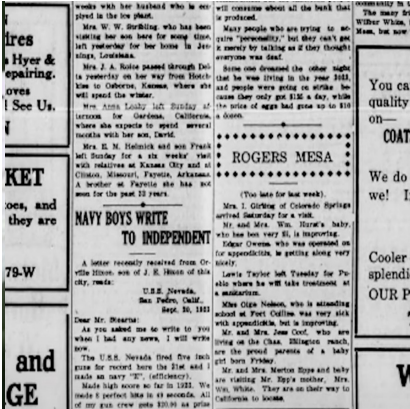 weeks with her husband who is em-
ployed in the ice plant.
Mrs. W. W. Stribling, who has been
visiting her son here for some time,
left yesterday for her home in Jen-
nings, Louisiana.
Mrs. J. A. Roice passed through Del-
ta yesterday on her way from Hotch-
kiss to Osborne, Kansas, where she
will spend the winter.
Mrs. Anna Leahy left Sunday af-
ternoon for Gardena, California,
where she expects to spend several
months with her son, David.
Mrs. E. M. Helmick and son Frank
left Sunday for a six weeks' visit
with relatives at Kansas City and at
Clinton, Missouri, Fayette, Arkansas.
A brother at Fayette she has not
seen for the past 23 years.
NAVY BOYS WRITE
TO INDEPENDENT
A letter recently received from Or-
ville Hixon, son of J. E. Hixon of this
city, reads:
U.S.S. Nevada,
San Pedro, Calif.,
Sept. 30, 1921
Dear Mr. Stearns:
As you asked me to write to you
when I had any news, I will write
now.
The U.S.S. Nevada fired five inch
guns for record here the 21st and I
made an navy "E", (efficiency).
Made high score so far in 1921. We
made 8 perfect hits in 43 seconds. All
of my gun crew gets $20.00 as prize
will consume about all the bunk that
is produced.
Many people who are trying to ac-
quire "personality," but they can't get
it merely by talking as if they thought
everyone was deaf.
Some one dreamed the other night
that he was living in the year
and people were going on strike be-
cause they only got $125 a day, while
the price of eggs had gone up to $10
a dozen.
ROGERS MESA
(Too late for last week).
Mrs. I. Girling of Colorado Springs
arrived Saturday for a visit.
Mr. and Mrs. Wm. Hurst's baby,
who has been very ill, is improving.
Edgar Owens, who was operated on
for appendicitis, is getting along very
nicely.
Lewis Taylor left Tuesday for Pu-
eblo where he will take treatment at
a sanitarium.
Miss Olga Nelson, who is attending
school at Fort Collins was very sick
with appendicitis, but is improving.
Mr. and Mrs. Jess Conf, who are
living on the Chas. Ellington ranch,
are the proud parents of a baby
girl born Friday.
Mr. and Mrs. Merton Epps and baby
are visiting Mr. Epp's mother, Mrs.
Wm. White. They are on their way to
California to locate.
ires
Hyer &
epairing.
oves
See Us.
KET
toes, and
they are
79-W
and
GE
The many fri
Wilber White,
Mesa, but now
You ca
quality
on—
COAT
We do
we! I
Cooler
splendi
OUR P
W